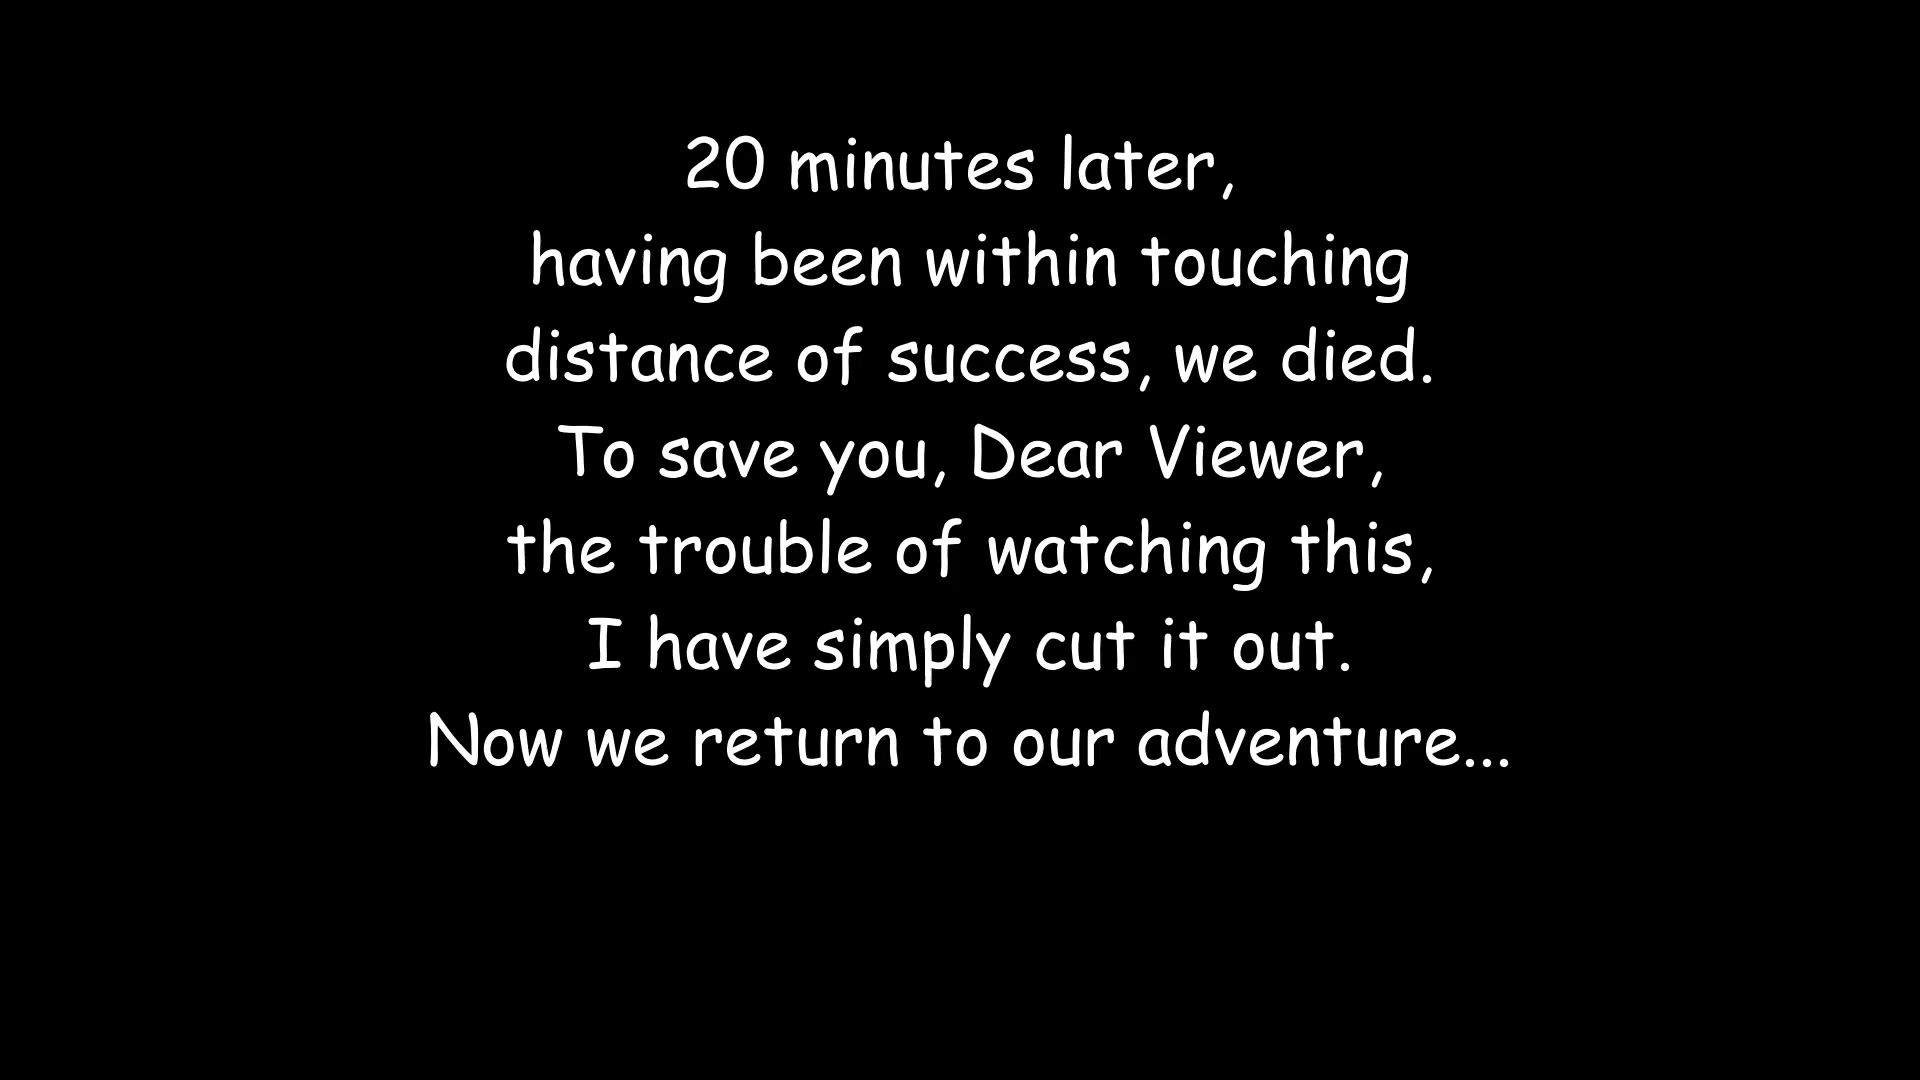 20 minutes later,
having been within touching
distance of success, we died.
To save you, Dear Viewer,
the trouble of watching this,
I have simply cut it out.
Now we return to our adventure...